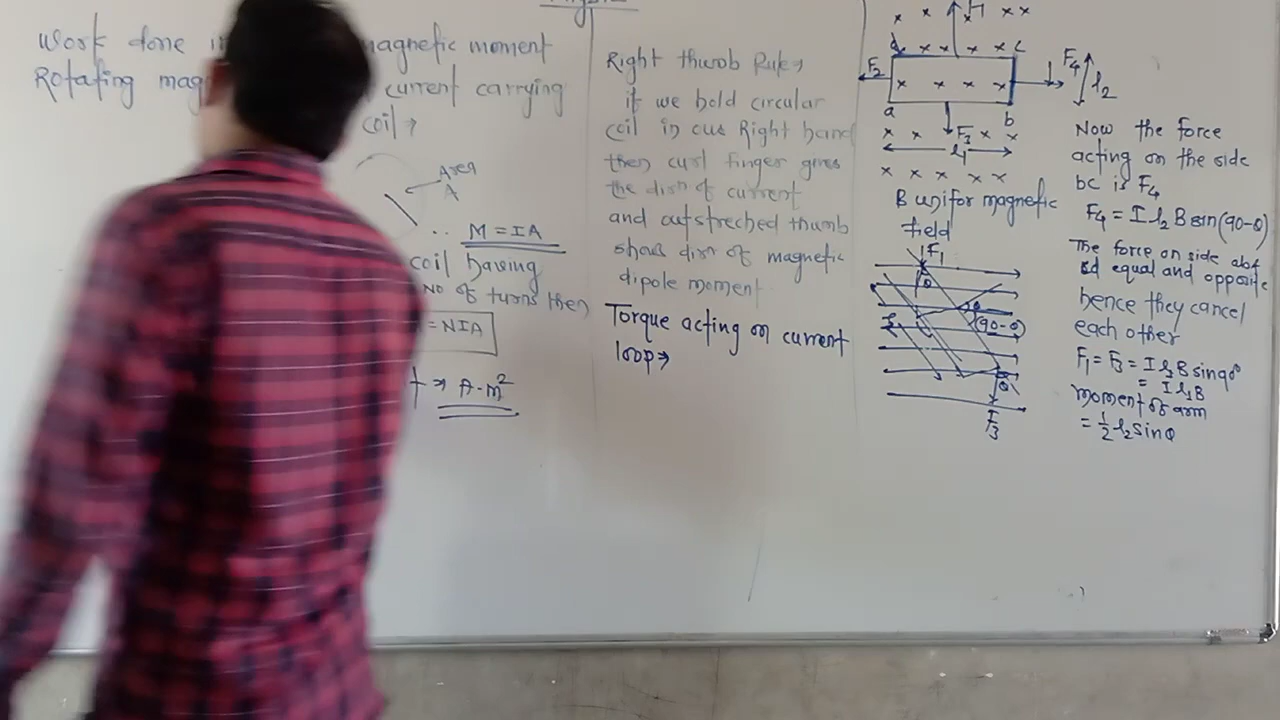 work done
magnetic moment
Rotating mag
current carrying
coil →
Area
A
∴ M = IA
coil having
No of turns then
= NIA
→ A·m²
Right thumb Rule →
if we hold circular
coil in our Right hand
then curl finger gives
the dirn of current
and outstreched thumb
shows dirn of magnetic
dipole moment
Torque acting on current
loop →
x x x x x
x x x x c
F₂ x x x x F₄ l₂
a b
x x F₃ x x
l₁
x x x x x
B unifor magnetic
field
F₁
θ
θ
(90-θ)
θ
F₃
Now the force
acting on the side
bc is F₄
F₄ = I l₂ B sin(90-θ)
The force on side
equal and opposite
hence they cancel
each other
F₁ = F₃ = I l₁ B sin90°
= I l₁ B
moment of arm
= ½ l₂ sinθ